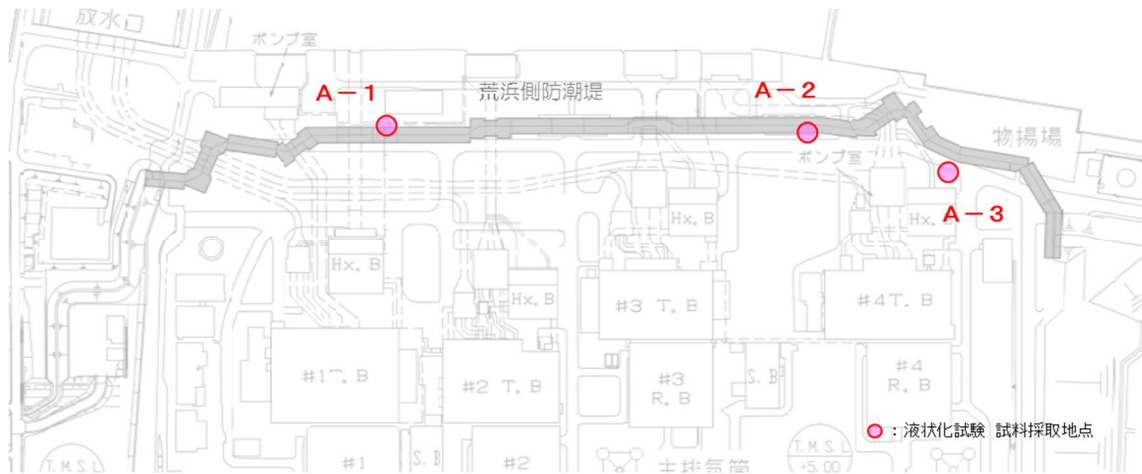 放水口
ポンプ室
A-1
荒浜側防潮堤
A-2
物揚場
ポンプ室
A-3
Hx. B
Hx. B
Hx. B
Hx. B
#1T. B
#2 T. B
#3 T. B
#4T. B
#3
R. B
S. B
#4
R. B
●：液状化試験 試料採取地点
#1
S. B
#2
主排気筒
T. M. S. L
T. M. S. L
+5.00